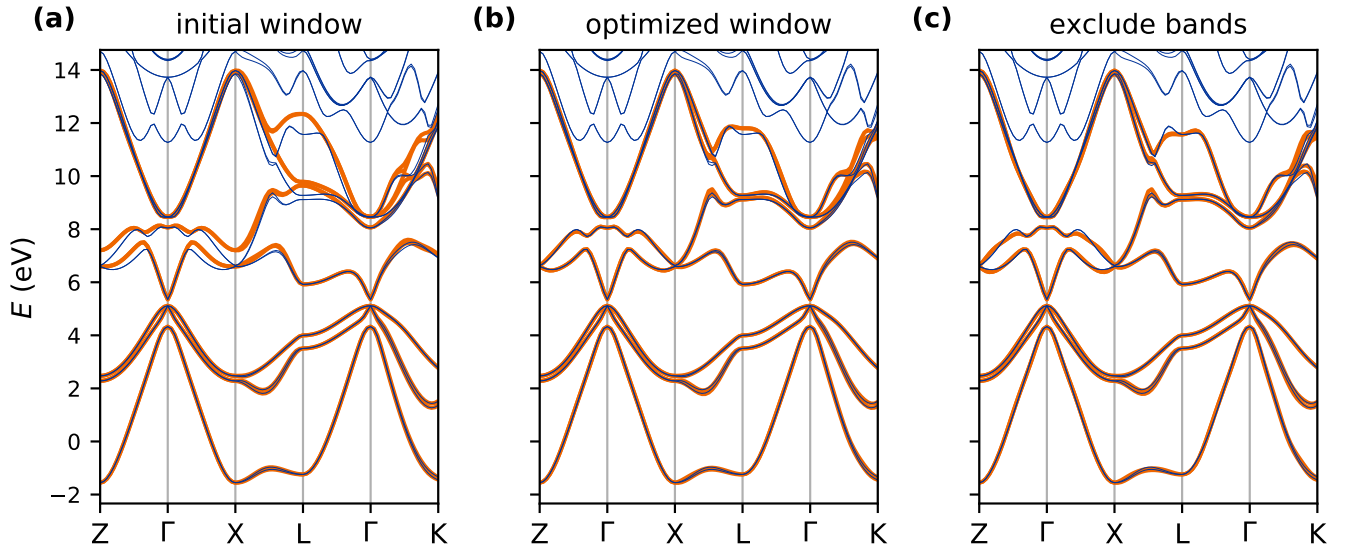 (a) initial window
(b) optimized window
(c) exclude bands
E (eV)
14
12
10
8
6
4
2
0
−2
Z Γ X L Γ K
Z Γ X L Γ K
Z Γ X L Γ K